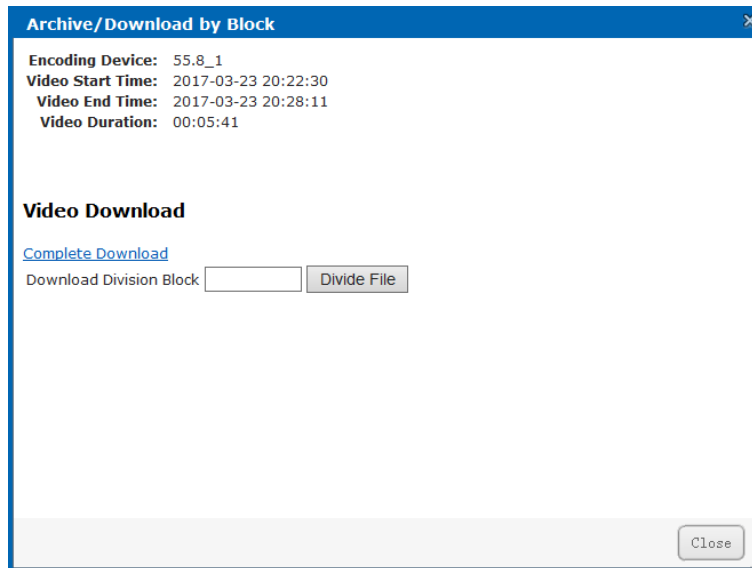 Archive/Download by Block
Encoding Device: 55.8_1
Video Start Time: 2017-03-23 20:22:30
Video End Time: 2017-03-23 20:28:11
Video Duration: 00:05:41
Video Download
Complete Download
Download Division Block Divide File
Close